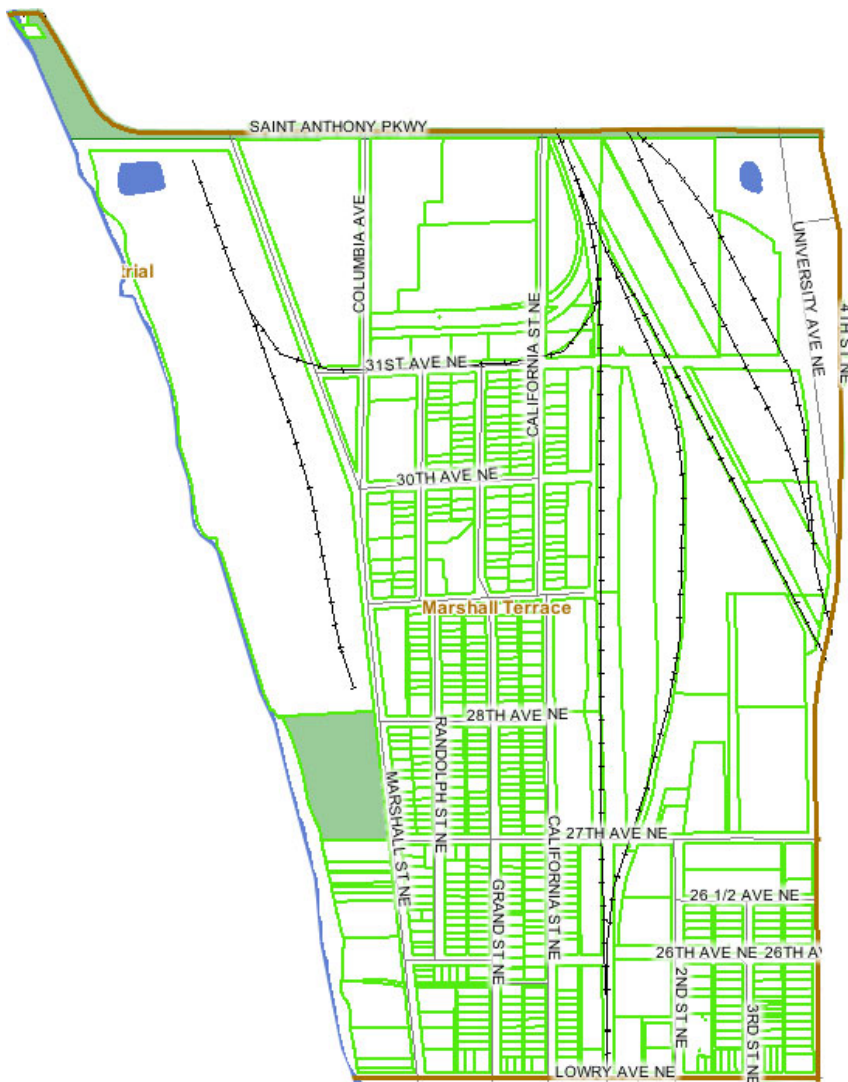 SAINT ANTHONY PKWY
COLUMBIA AVE
UNIVERSITY AVE NE
trial
4TH ST NE
CALIFORNIA ST NE
31ST AVE NE
30TH AVE NE
Marshall Terrace
28TH AVE NE
RANDOLPH ST NE
MARSHALL ST NE
27TH AVE NE
CALIFORNIA ST NE
GRAND ST NE
26 1/2 AVE NE
26TH AVE NE
26TH AV
2ND ST NE
3RD ST NE
LOWRY AVE NE